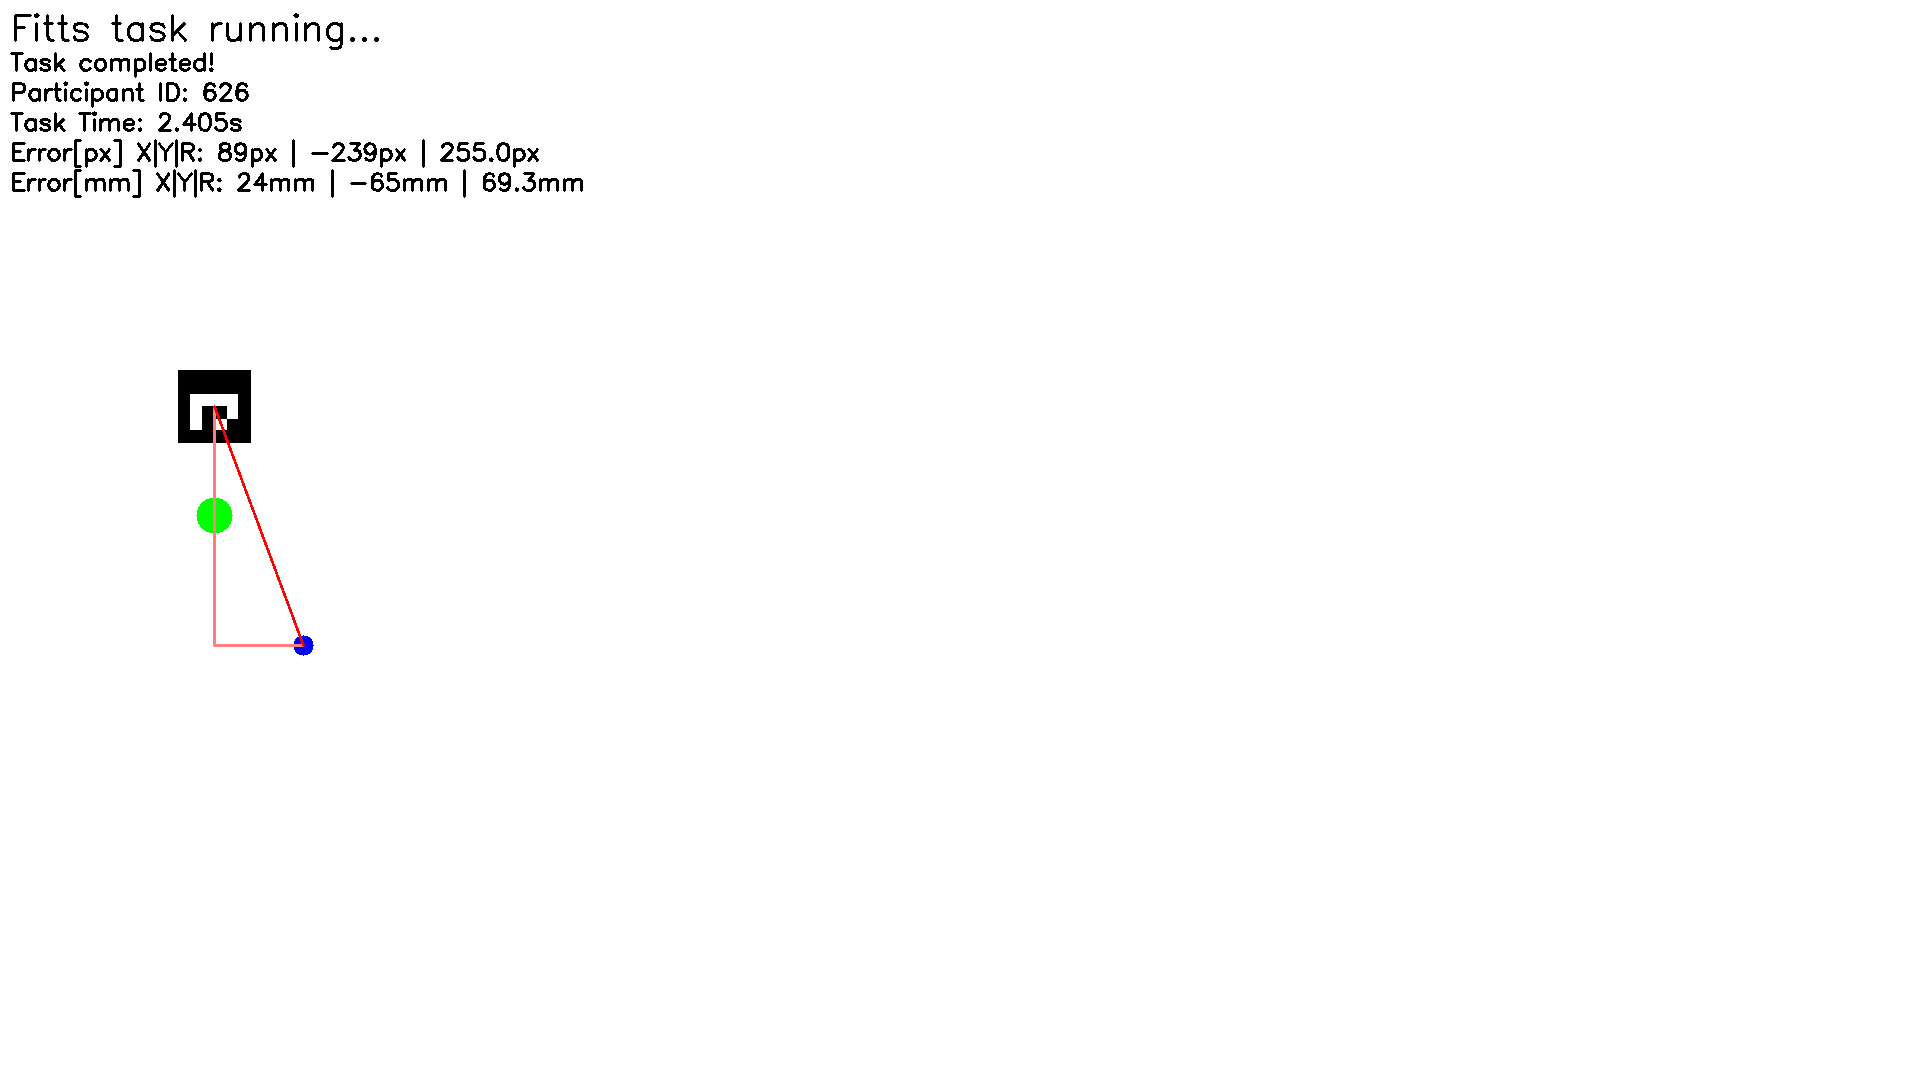 Fitts task running...
Task completed!
Participant ID: 626
Task Time: 2.405s
Error[px] X|Y|R: 89px | -239px | 255.0px
Error[mm] X|Y|R: 24mm | -65mm | 69.3mm